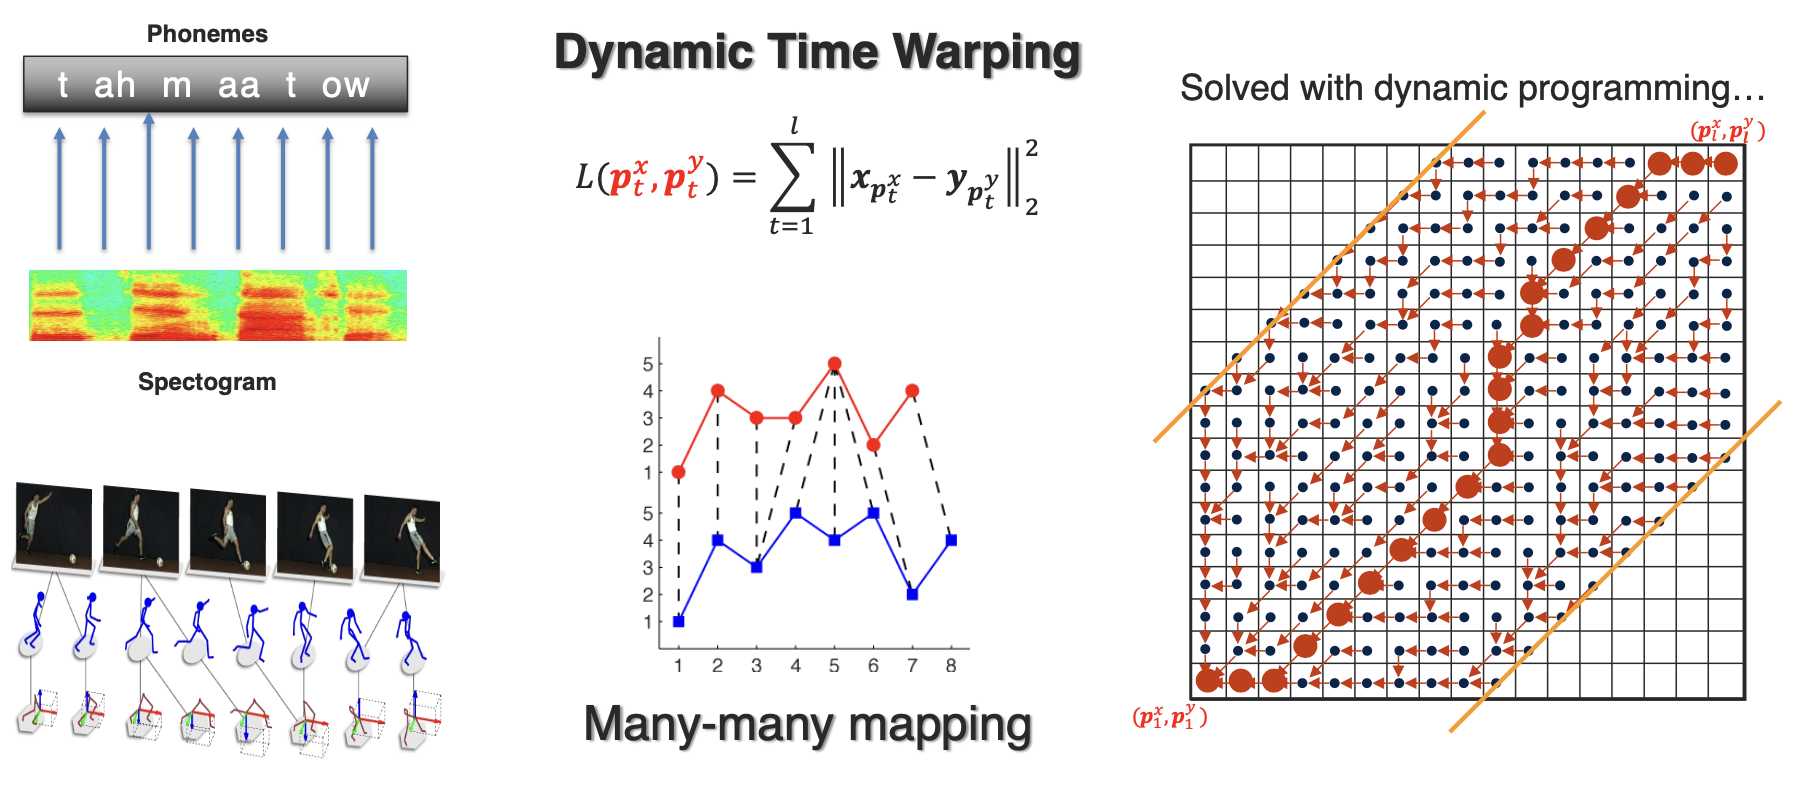 Phonemes
t ah m aa t ow
Spectogram
Dynamic Time Warping
L(p_t^x, p_t^y) = \sum_{t=1}^{l} \| x_{p_t^x} - y_{p_t^y} \|_2^2
5
4
3
2
1
5
4
3
2
1
1 2 3 4 5 6 7 8
Many-many mapping
Solved with dynamic programming...
(p_l^x, p_l^y)
(p_1^x, p_1^y)